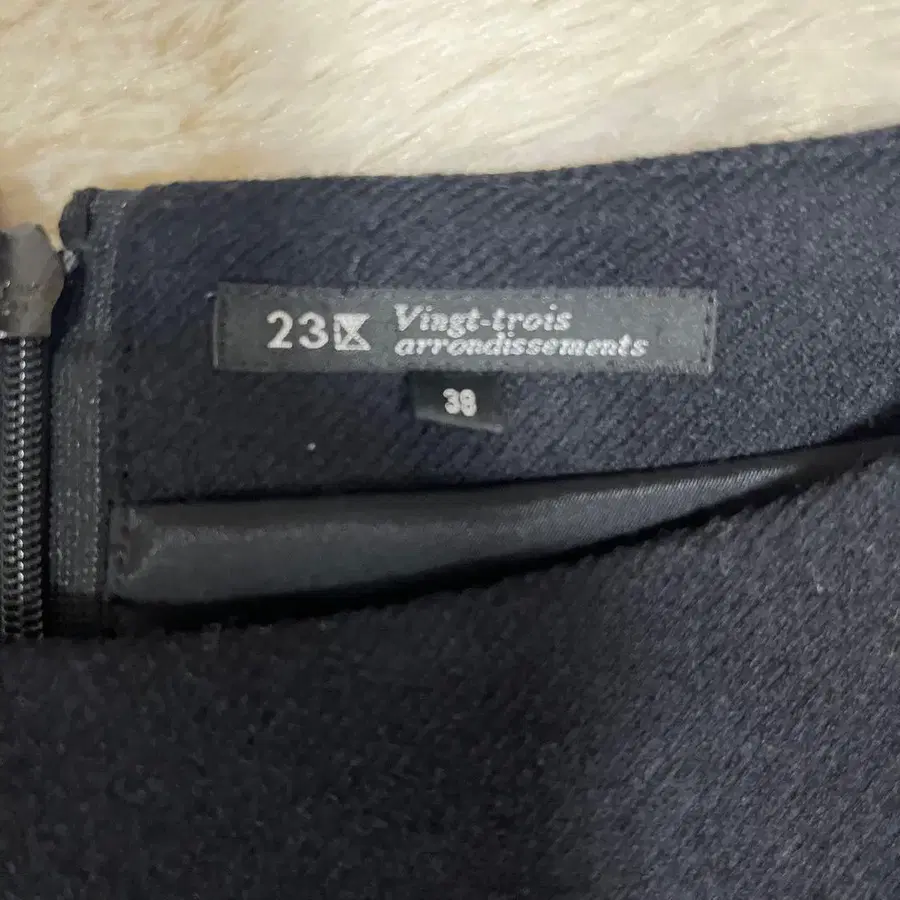 23区 Vingt-trois
arrondissements
38